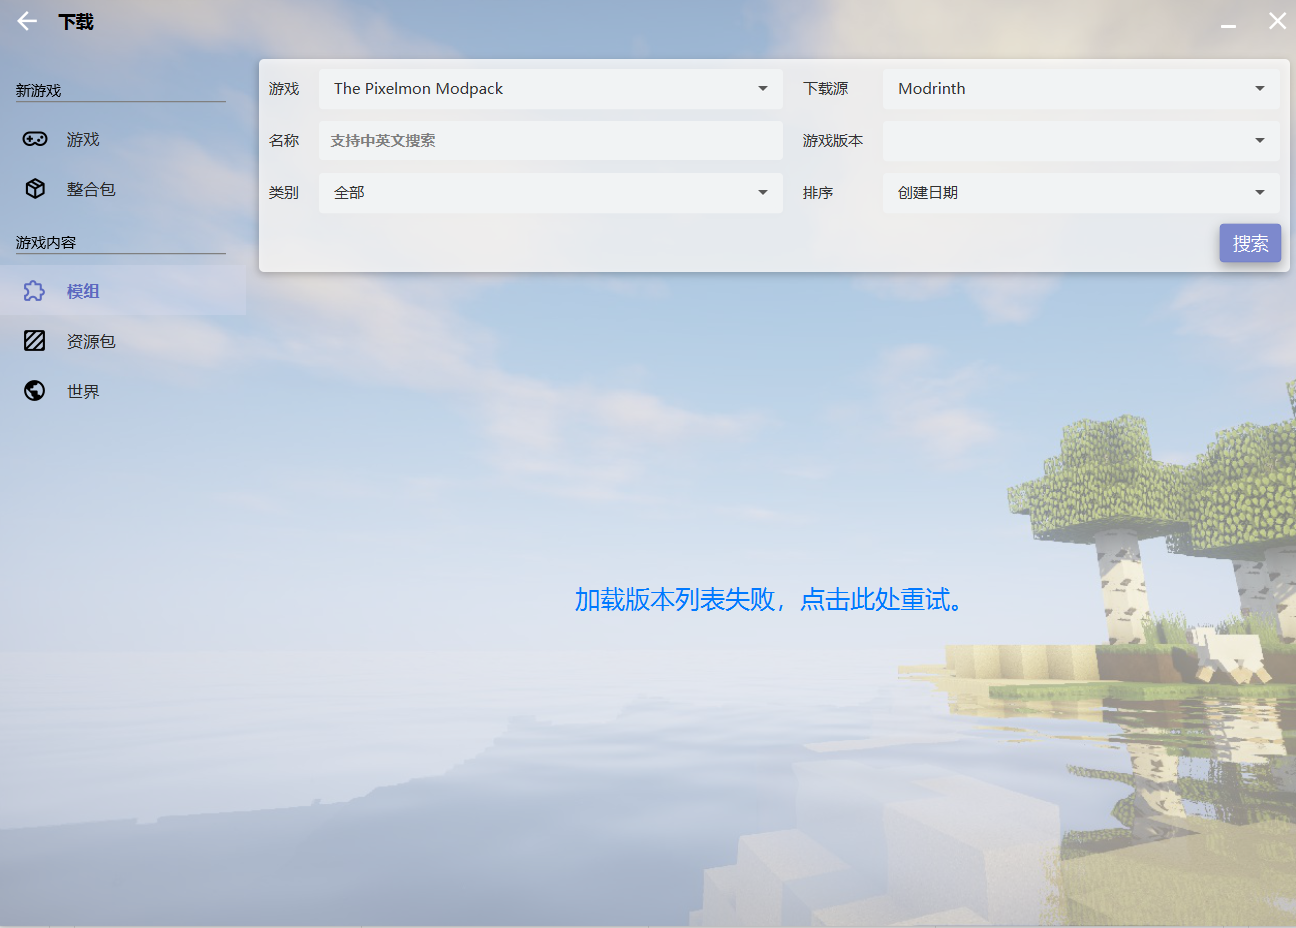 下载
新游戏
游戏
整合包
游戏内容
模组
资源包
世界
游戏 The Pixelmon Modpack 下载源 Modrinth
名称 支持中英文搜索 游戏版本
类别 全部 排序 创建日期
搜索
加载版本列表失败，点击此处重试。